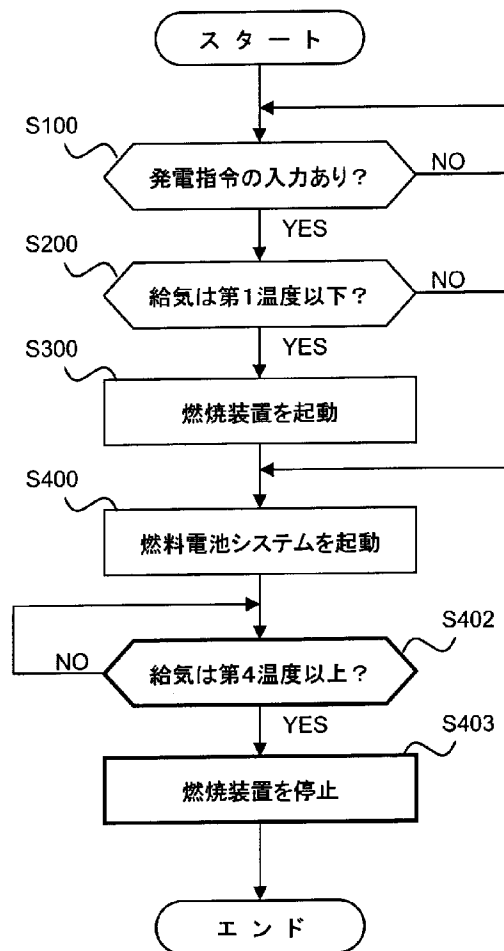 スタート
S100
発電指令の入力あり?
NO
YES
S200
給気は第1温度以下?
NO
YES
S300
燃焼装置を起動
S400
燃料電池システムを起動
S402
給気は第4温度以上?
NO
YES
S403
燃焼装置を停止
エンド